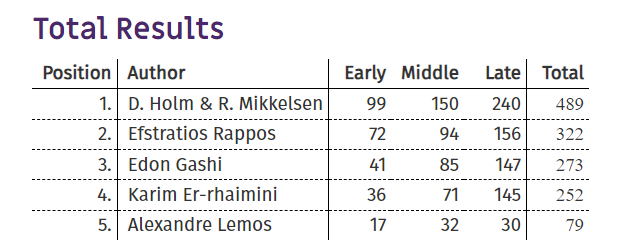 Total Results
Position Author Early Middle Late Total
1. D. Holm & R. Mikkelsen 99 150 240 489
2. Efstratios Rappos 72 94 156 322
3. Edon Gashi 41 85 147 273
4. Karim Er-rhaimini 36 71 145 252
5. Alexandre Lemos 17 32 30 79